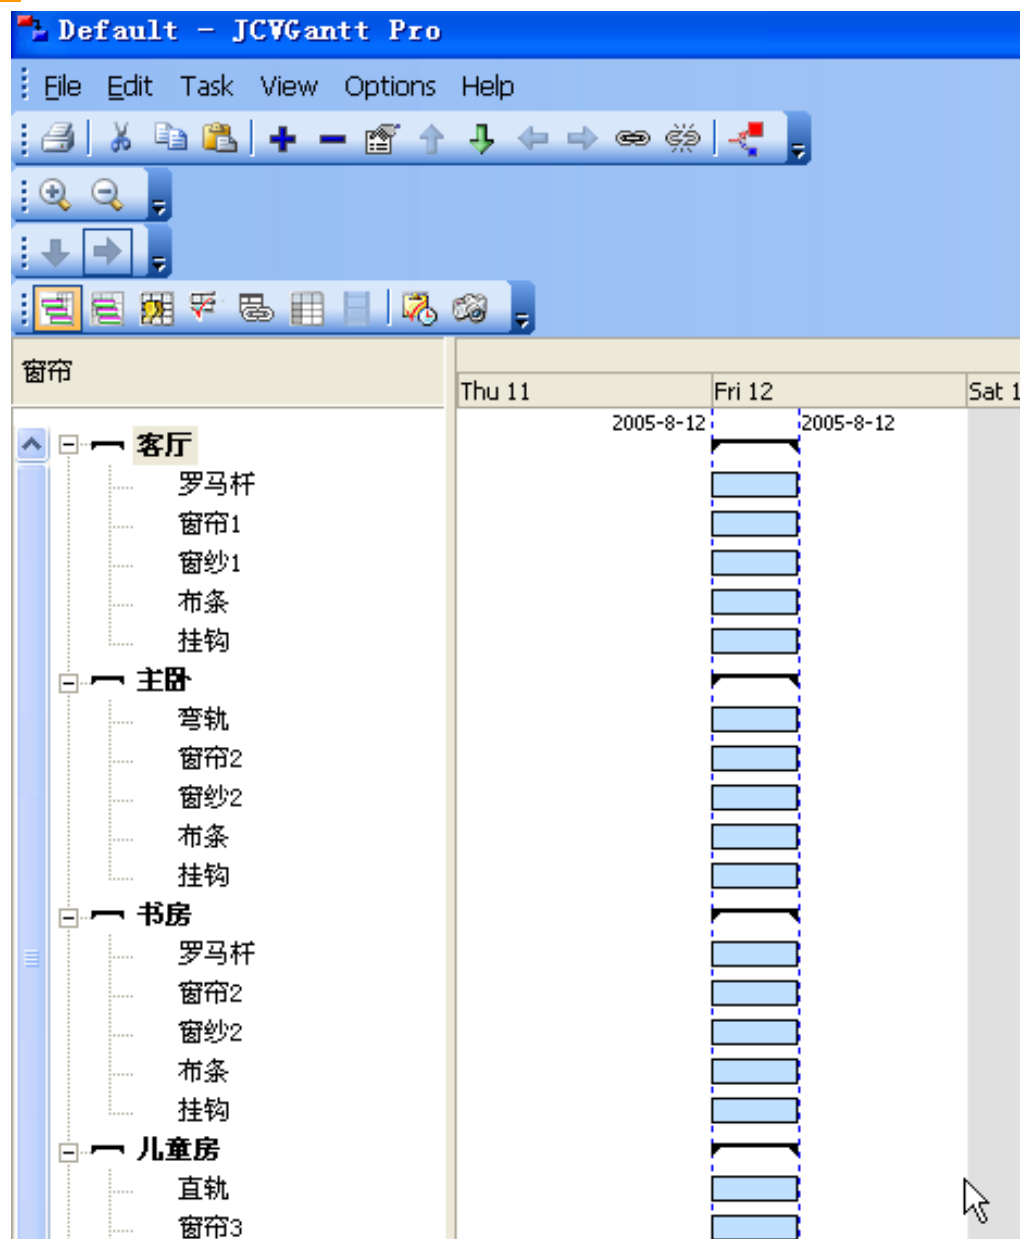 Default - JCVGantt Pro
File Edit Task View Options Help
窗帘
Thu 11 Fri 12 Sat 1
2005-8-12 2005-8-12
客厅
罗马杆
窗帘1
窗纱1
布条
挂钩
主卧
弯轨
窗帘2
窗纱2
布条
挂钩
书房
罗马杆
窗帘2
窗纱2
布条
挂钩
儿童房
直轨
窗帘3